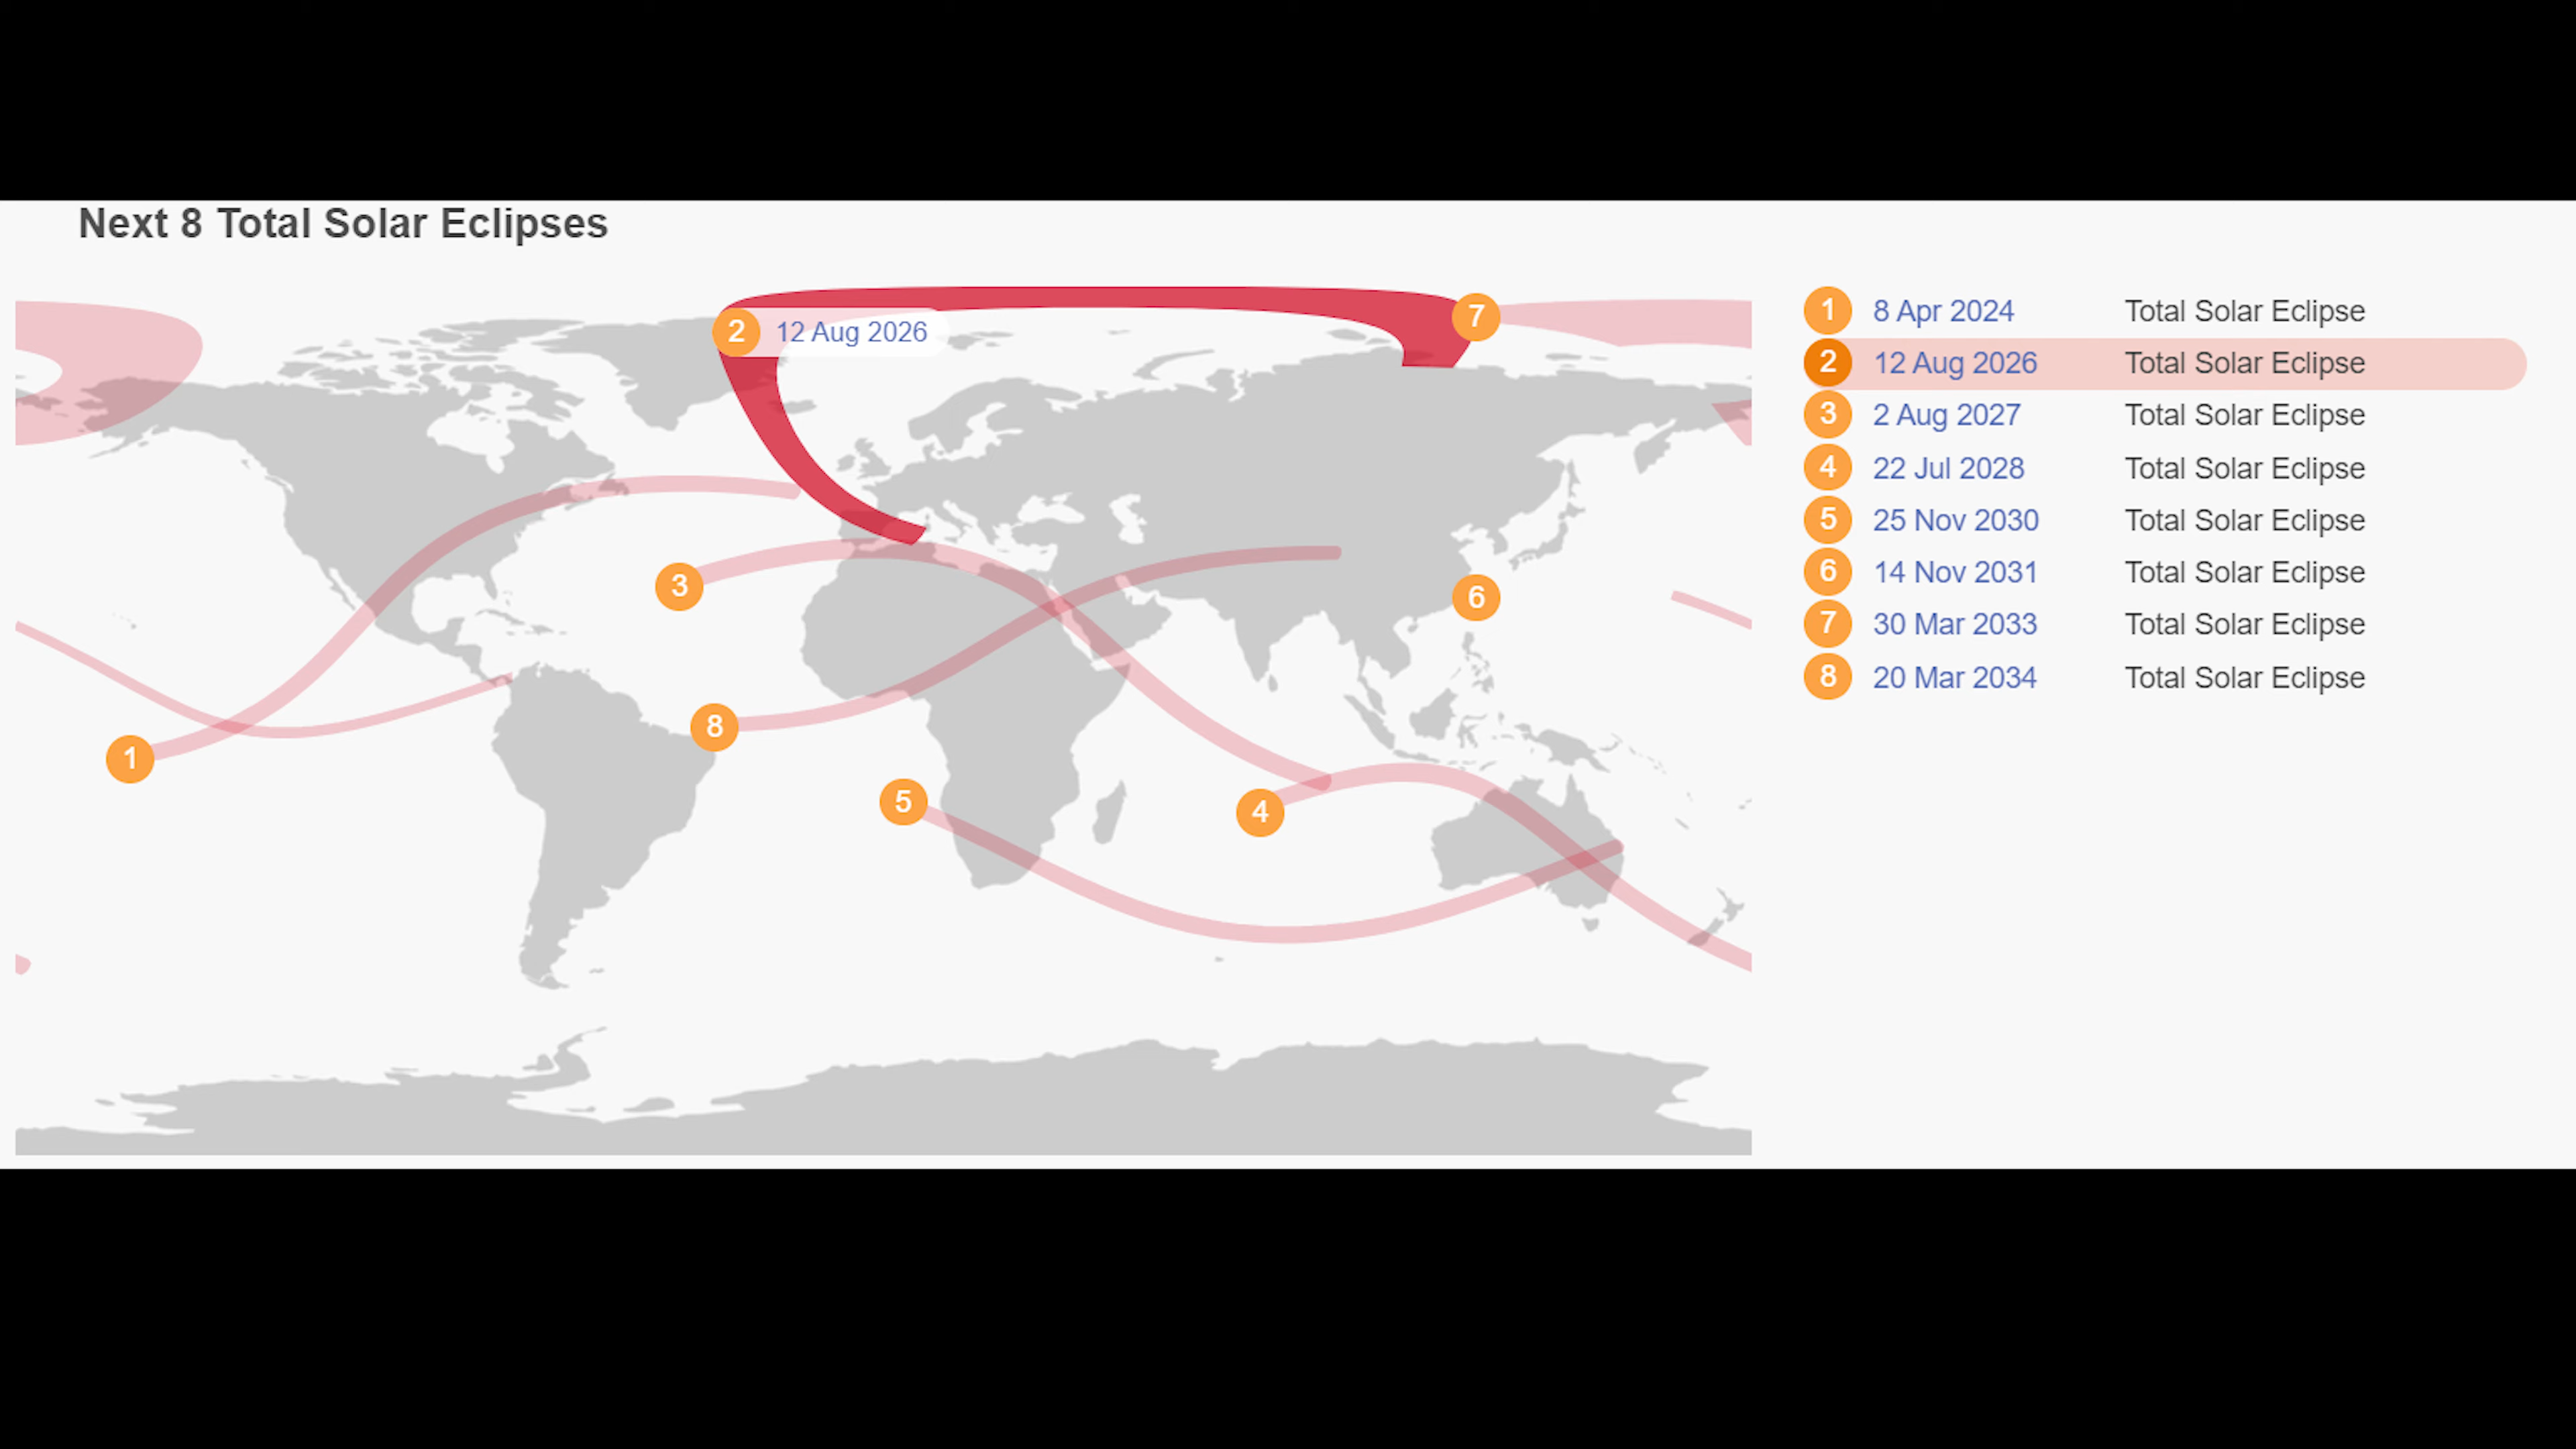 Next 8 Total Solar Eclipses
2 12 Aug 2026
7
3
6
1
8
5
4
1 8 Apr 2024 Total Solar Eclipse
2 12 Aug 2026 Total Solar Eclipse
3 2 Aug 2027 Total Solar Eclipse
4 22 Jul 2028 Total Solar Eclipse
5 25 Nov 2030 Total Solar Eclipse
6 14 Nov 2031 Total Solar Eclipse
7 30 Mar 2033 Total Solar Eclipse
8 20 Mar 2034 Total Solar Eclipse